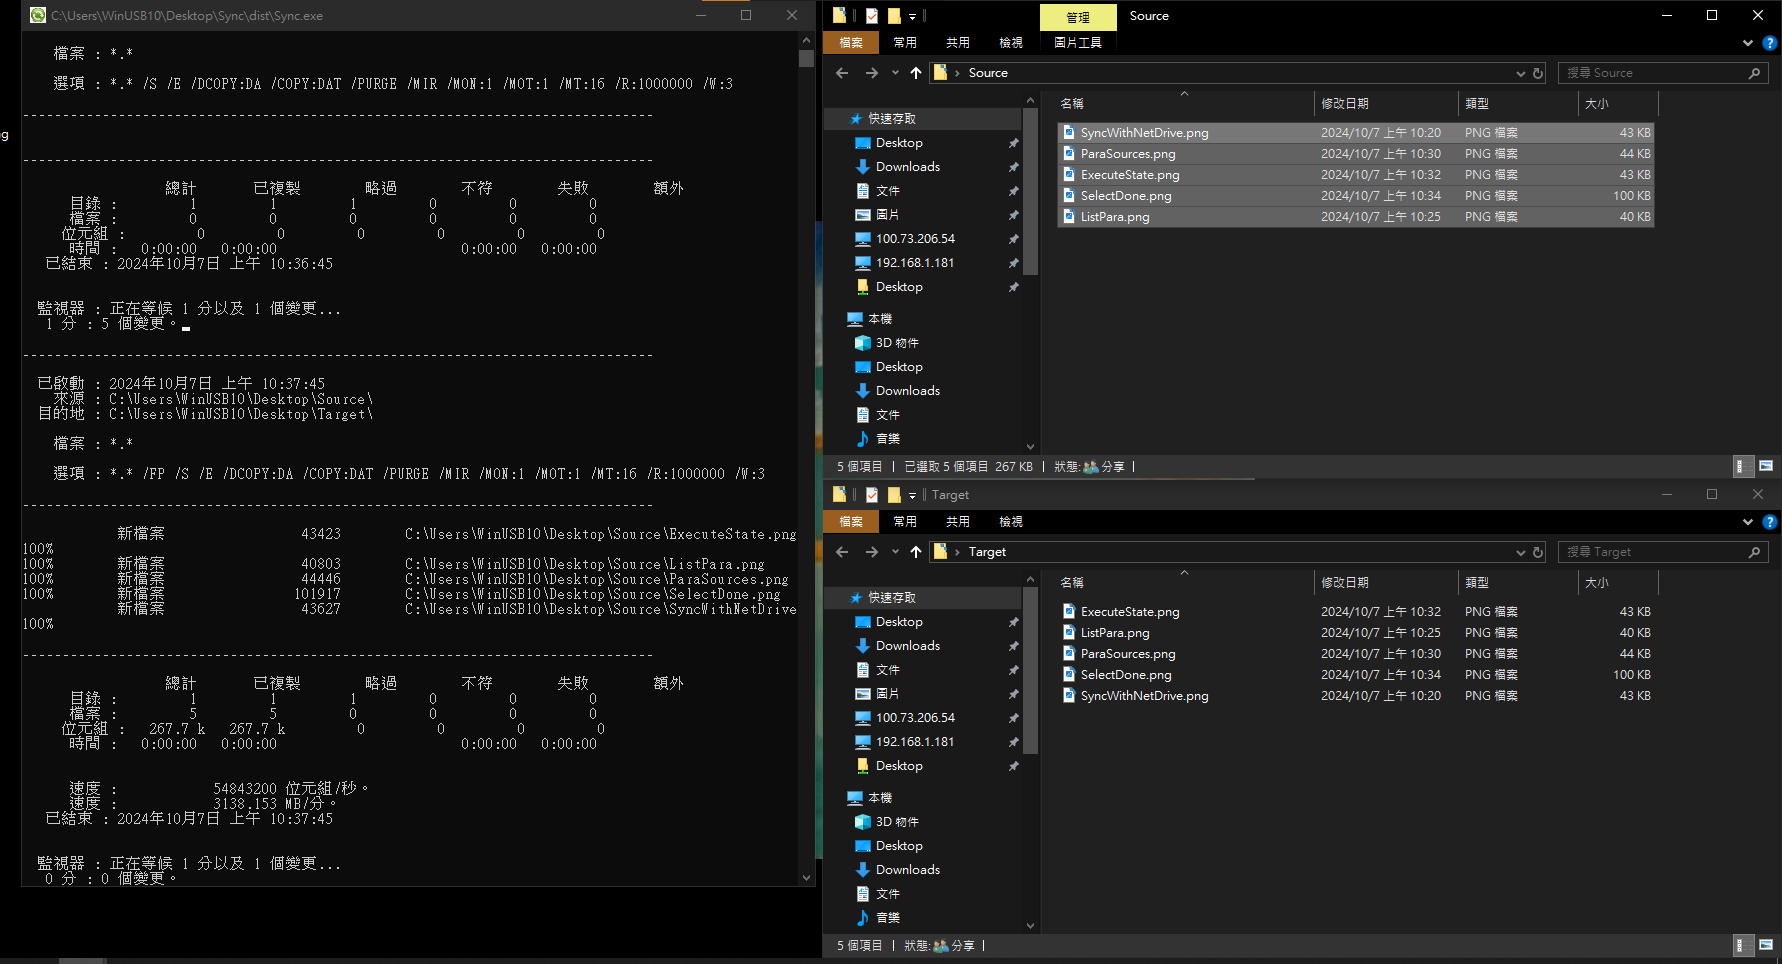 C:\Users\WinUSB10\Desktop\Sync\dist\Sync.exe
檔案 : *.*
選項 : *.* /S /E /DCOPY:DA /COPY:DAT /PURGE /MIR /MON:1 /MOT:1 /MT:16 /R:1000000 /W:3
------------------------------------------------------------------------------
------------------------------------------------------------------------------
總計 已複製 略過 不符 失敗 額外
目錄 : 1 1 1 0 0 0
檔案 : 0 0 0 0 0 0
位元組 : 0 0 0 0 0 0
時間 : 0:00:00 0:00:00 0:00:00 0:00:00
已結束 : 2024年10月7日 上午 10:36:45
監視器 : 正在等候 1 分以及 1 個變更...
1 分 : 5 個變更。
------------------------------------------------------------------------------
已啟動 : 2024年10月7日 上午 10:37:45
來源 : C:\Users\WinUSB10\Desktop\Source\
目的地 : C:\Users\WinUSB10\Desktop\Target\
檔案 : *.*
選項 : *.* /FP /S /E /DCOPY:DA /COPY:DAT /PURGE /MIR /MON:1 /MOT:1 /MT:16 /R:1000000 /W:3
------------------------------------------------------------------------------
新檔案 43423 C:\Users\WinUSB10\Desktop\Source\ExecuteState.png
100%
100% 新檔案 40803 C:\Users\WinUSB10\Desktop\Source\ListPara.png
100% 新檔案 44446 C:\Users\WinUSB10\Desktop\Source\ParaSources.png
100% 新檔案 101917 C:\Users\WinUSB10\Desktop\Source\SelectDone.png
新檔案 43627 C:\Users\WinUSB10\Desktop\Source\SyncWithNetDrive
100%
------------------------------------------------------------------------------
總計 已複製 略過 不符 失敗 額外
目錄 : 1 1 1 0 0 0
檔案 : 5 5 0 0 0 0
位元組 : 267.7 k 267.7 k 0 0 0 0
時間 : 0:00:00 0:00:00 0:00:00 0:00:00
速度 : 54843200 位元組/秒。
速度 : 3138.153 MB/分。
已結束 : 2024年10月7日 上午 10:37:45
監視器 : 正在等候 1 分以及 1 個變更...
0 分 : 0 個變更。
管理 Source
檔案 常用 共用 檢視 圖片工具
Source
搜尋 Source
名稱 修改日期 類型 大小
SyncWithNetDrive.png 2024/10/7 上午 10:20 PNG 檔案 43 KB
ParaSources.png 2024/10/7 上午 10:30 PNG 檔案 44 KB
ExecuteState.png 2024/10/7 上午 10:32 PNG 檔案 43 KB
SelectDone.png 2024/10/7 上午 10:34 PNG 檔案 100 KB
ListPara.png 2024/10/7 上午 10:25 PNG 檔案 40 KB
快速存取
Desktop
Downloads
文件
圖片
100.73.206.54
192.168.1.181
Desktop
本機
3D 物件
Desktop
Downloads
文件
音樂
5 個項目 已選取 5 個項目 267 KB 狀態: 分享
Target
檔案 常用 共用 檢視
Target
搜尋 Target
名稱 修改日期 類型 大小
ExecuteState.png 2024/10/7 上午 10:32 PNG 檔案 43 KB
ListPara.png 2024/10/7 上午 10:25 PNG 檔案 40 KB
ParaSources.png 2024/10/7 上午 10:30 PNG 檔案 44 KB
SelectDone.png 2024/10/7 上午 10:34 PNG 檔案 100 KB
SyncWithNetDrive.png 2024/10/7 上午 10:20 PNG 檔案 43 KB
快速存取
Desktop
Downloads
文件
圖片
100.73.206.54
192.168.1.181
Desktop
本機
3D 物件
Desktop
Downloads
文件
音樂
5 個項目 狀態: 分享